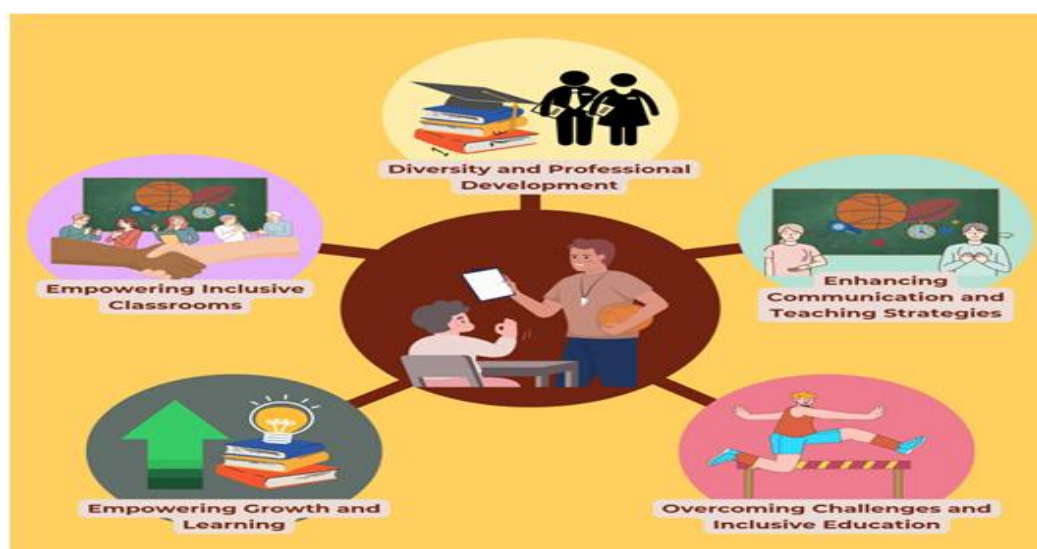 Diversity and Professional
Development
Empowering Inclusive
Classrooms
Enhancing
Communication and
Teaching Strategies
Empowering Growth and
Learning
Overcoming Challenges and
Inclusive Education